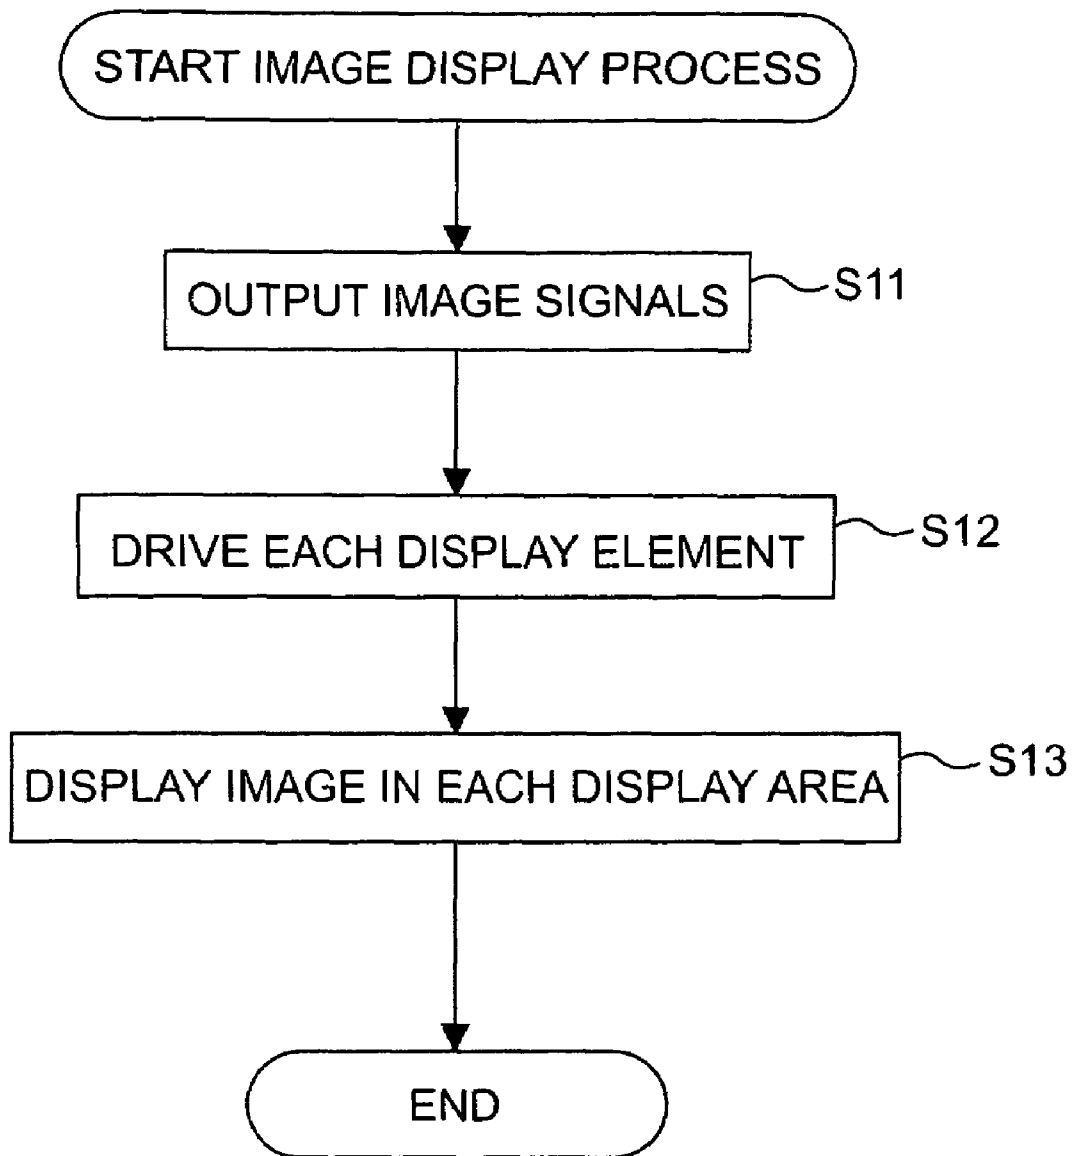 START IMAGE DISPLAY PROCESS
OUTPUT IMAGE SIGNALS
S11
DRIVE EACH DISPLAY ELEMENT
S12
DISPLAY IMAGE IN EACH DISPLAY AREA
S13
END